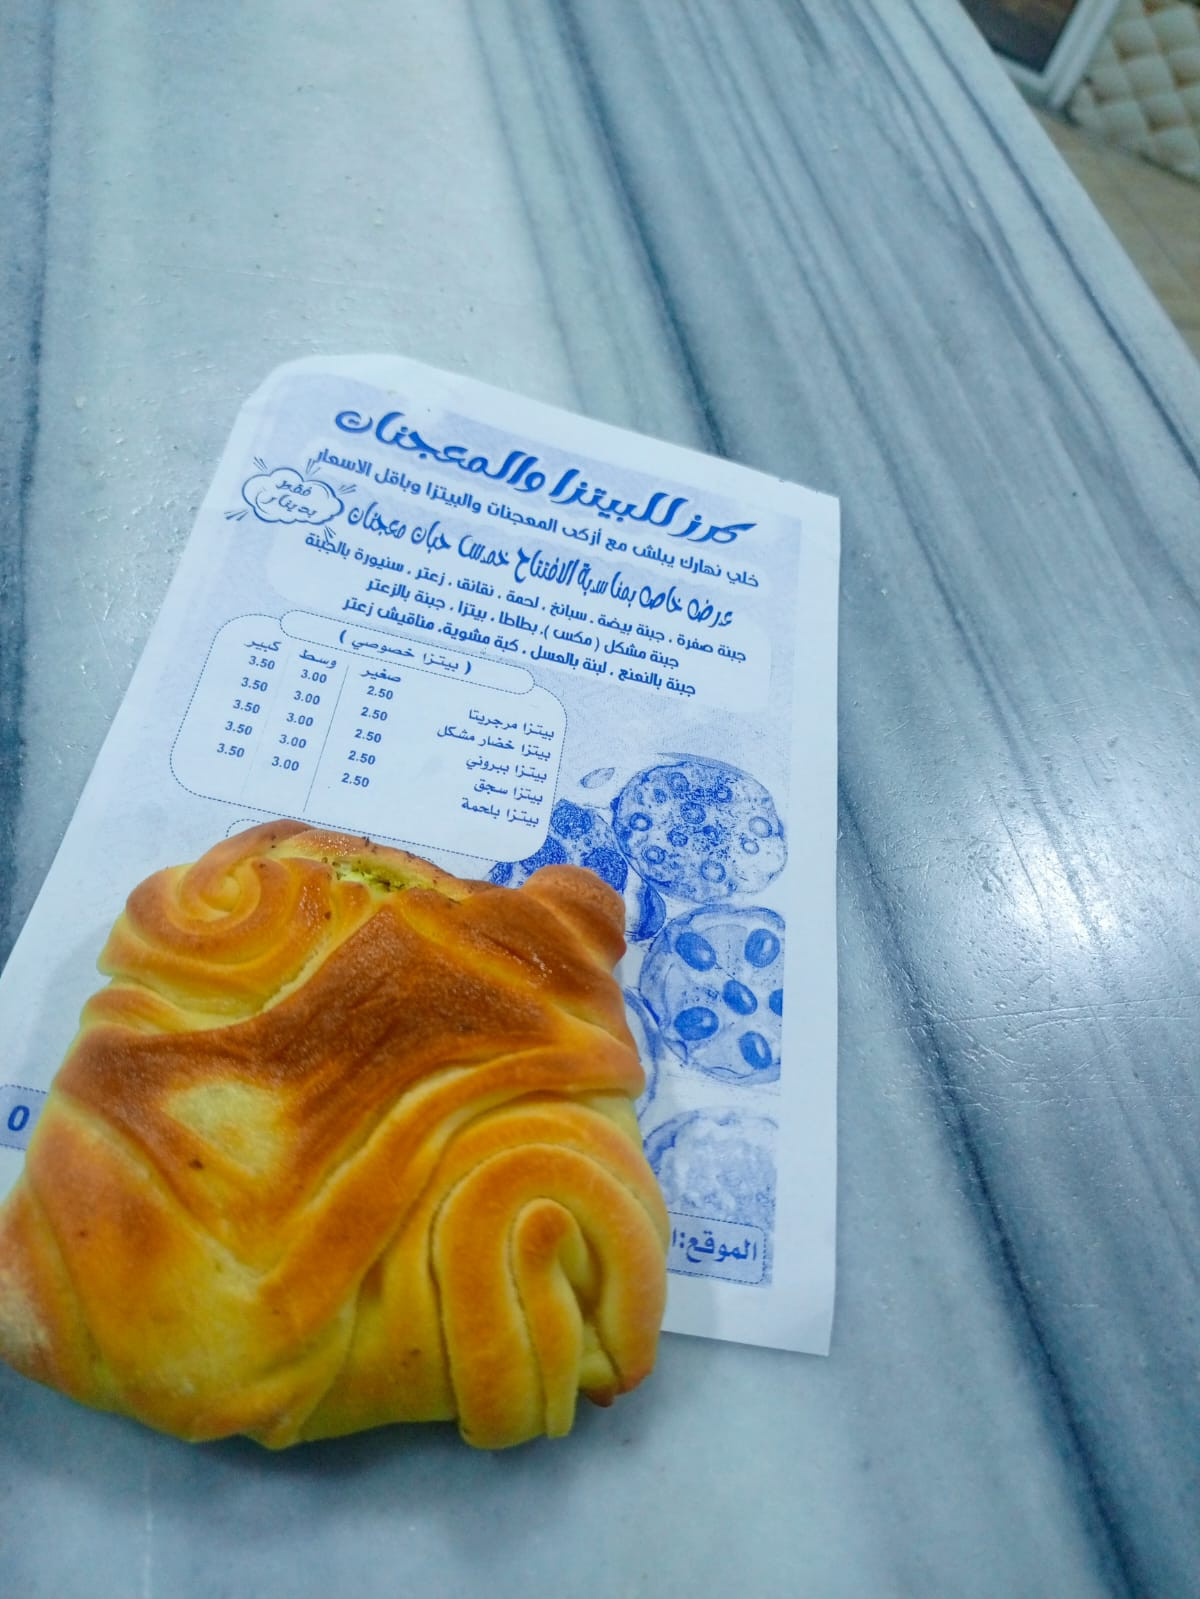 كرز للبيتزا والمعجنات
خلي نهارك يبلش مع أزكى المعجنات والبيتزا وباقل الاسعار
عرض خاص بمناسبة الافتتاح خمس حبات معجنات
فقط
بدينار
جبنة صفرة . جبنة بيضة . سبانخ . لحمة . نقانق . زعتر . سنيورة بالجبنة
جبنة مشكل ( مكس ). بطاطا . بيتزا . جبنة بالزعتر
جبنة بالنعنع . لبنة بالعسل . كبة مشوية. مناقيش زعتر
( بيتزا خصوصي )
صغير وسط كبير
بيتزا مرجريتا 2.50 3.00 3.50
بيتزا خضار مشكل 2.50 3.00 3.50
بيتزا ببروني 2.50 3.00 3.50
بيتزا سجق 2.50 3.00 3.50
بيتزا بلحمة 2.50 3.00 3.50
الموقع:
0